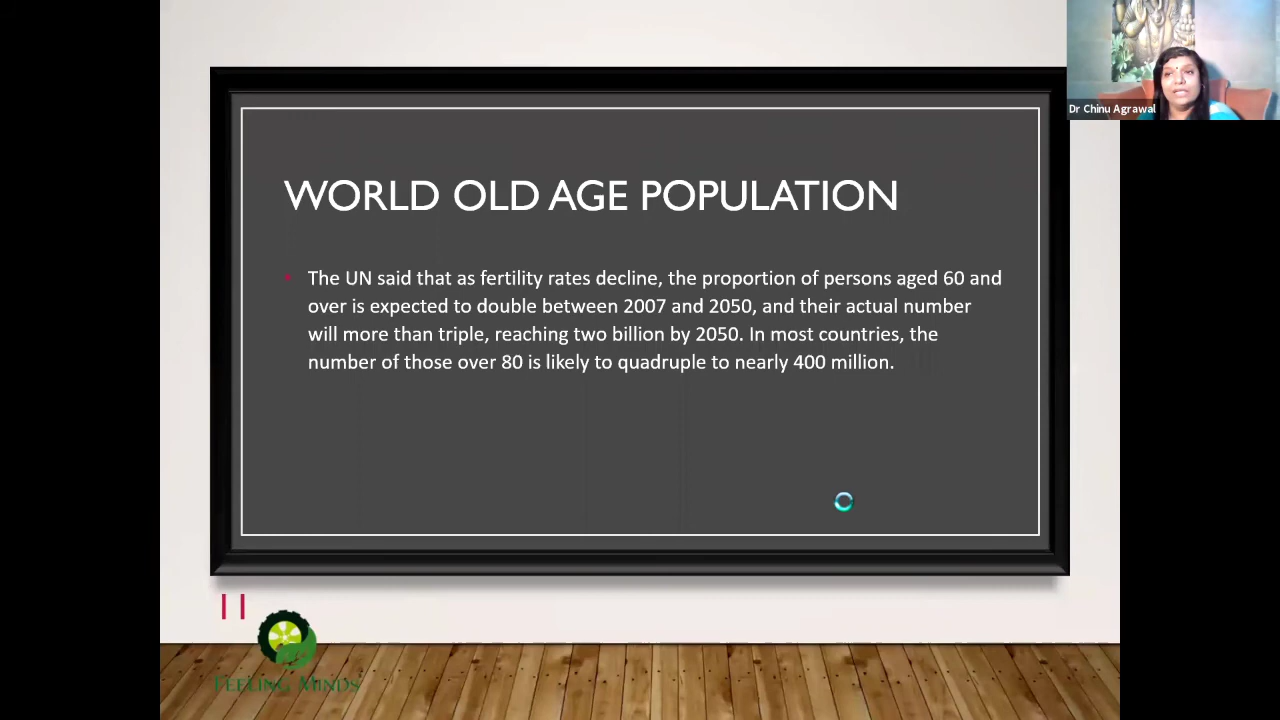 Dr Chinu Agrawal
WORLD OLD AGE POPULATION
The UN said that as fertility rates decline, the proportion of persons aged 60 and
over is expected to double between 2007 and 2050, and their actual number
will more than triple, reaching two billion by 2050. In most countries, the
number of those over 80 is likely to quadruple to nearly 400 million.
FEELING MINDS